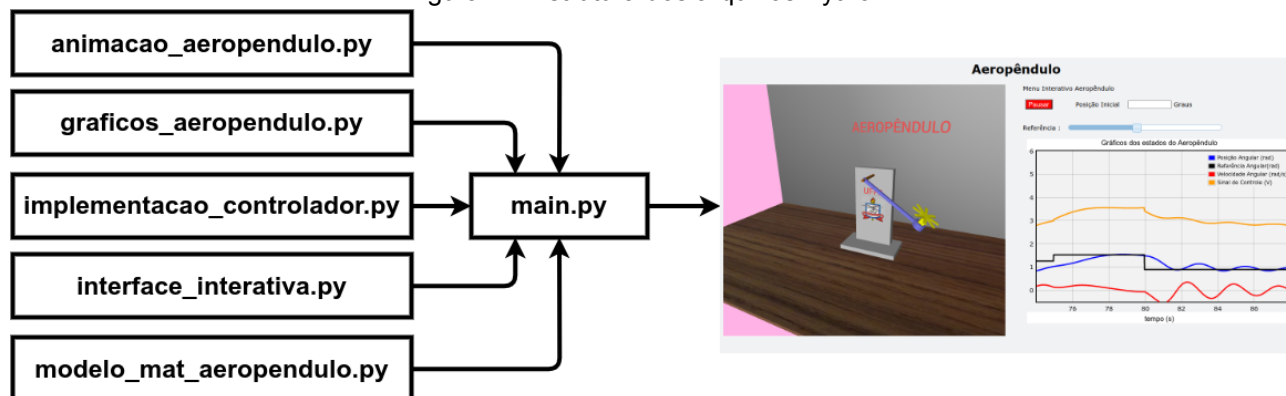 animacao_aeropendulo.py
graficos_aeropendulo.py
implementacao_controlador.py
interface_interativa.py
modelo_mat_aeropendulo.py
main.py
Aeropêndulo
AEROPÊNDULO
Menu Interativo Aeropêndulo
Pausar Posição Inicial Graus
Referência :
Gráficos dos estados do Aeropêndulo
Posição Angular (rad)
Referência Angular(rad)
Velocidade Angular (rad/s
Sinal de Controle (V)
6
5
4
3
2
1
0
76 78 80 82 84 86
tempo (s)